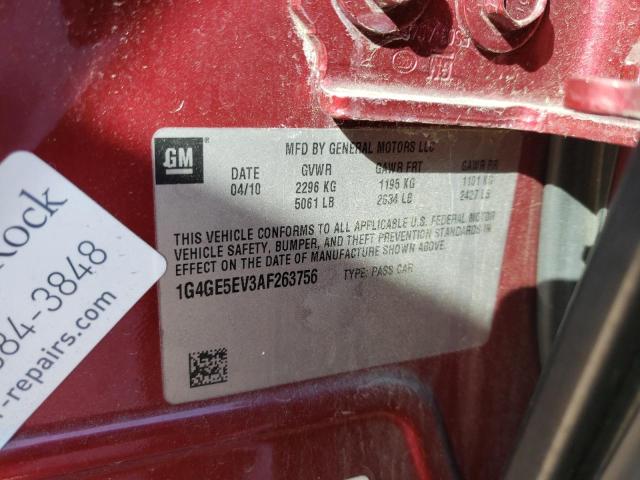 GM
MFD BY GENERAL MOTORS LLC
DATE GVWR GAWR FRT GAWR RR
04/10 2296 KG 1195 KG 1101 KG
5061 LB 2634 LB 2427 LB
THIS VEHICLE CONFORMS TO ALL APPLICABLE U.S. FEDERAL MOTOR
VEHICLE SAFETY, BUMPER, AND THEFT PREVENTION STANDARDS IN
EFFECT ON THE DATE OF MANUFACTURE SHOWN ABOVE.
1G4GE5EV3AF263756 TYPE: PASS CAR
Rock
84-3848
-repairs.com